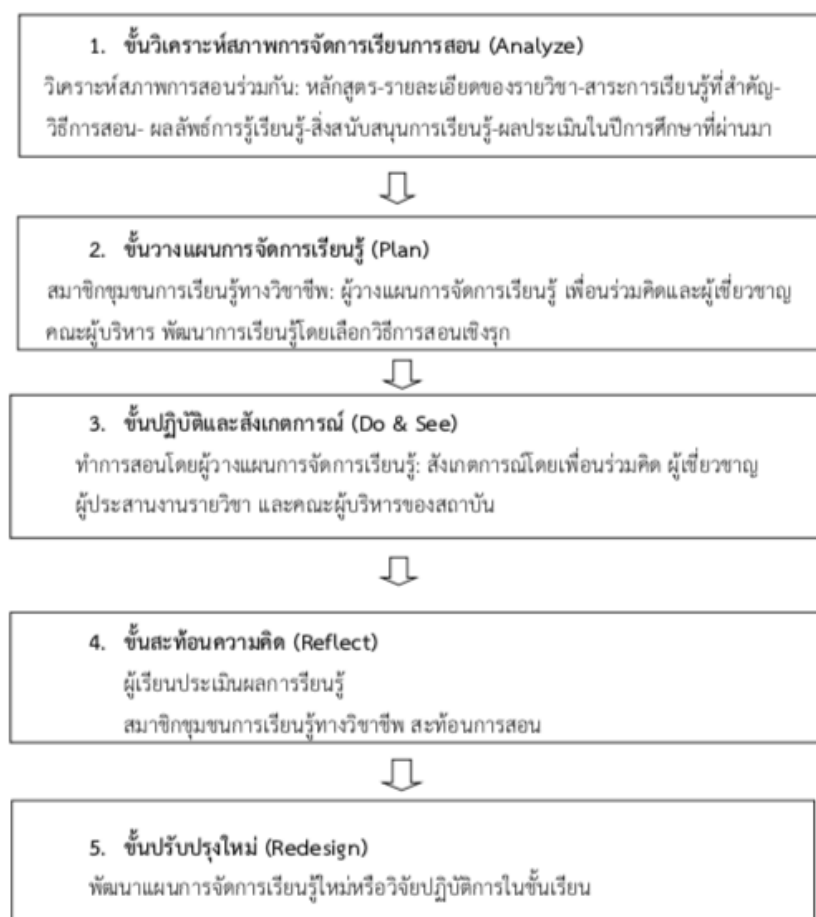 1. ขั้นวิเคราะห์สภาพการจัดการเรียนการสอน (Analyze)
วิเคราะห์สภาพการสอนร่วมกัน: หลักสูตร-รายละเอียดของรายวิชา-สาระการเรียนรู้ที่สำคัญ-
วิธีการสอน- ผลลัพธ์การรู้เรียนรู้-สิ่งสนับสนุนการเรียนรู้-ผลประเมินในปีการศึกษาที่ผ่านมา
2. ขั้นวางแผนการจัดการเรียนรู้ (Plan)
สมาชิกชุมชนการเรียนรู้ทางวิชาชีพ: ผู้วางแผนการจัดการเรียนรู้ เพื่อนร่วมคิดและผู้เชี่ยวชาญ
คณะผู้บริหาร พัฒนาการเรียนรู้โดยเลือกวิธีการสอนเชิงรุก
3. ขั้นปฏิบัติและสังเกตการณ์ (Do & See)
ทำการสอนโดยผู้วางแผนการจัดการเรียนรู้: สังเกตการณ์โดยเพื่อนร่วมคิด ผู้เชี่ยวชาญ
ผู้ประสานงานรายวิชา และคณะผู้บริหารของสถาบัน
4. ขั้นสะท้อนความคิด (Reflect)
ผู้เรียนประเมินผลการรียนรู้
สมาชิกชุมชนการเรียนรู้ทางวิชาชีพ สะท้อนการสอน
5. ขั้นปรับปรุงใหม่ (Redesign)
พัฒนาแผนการจัดการเรียนรู้ใหม่หรือวิจัยปฏิบัติการในชั้นเรียน